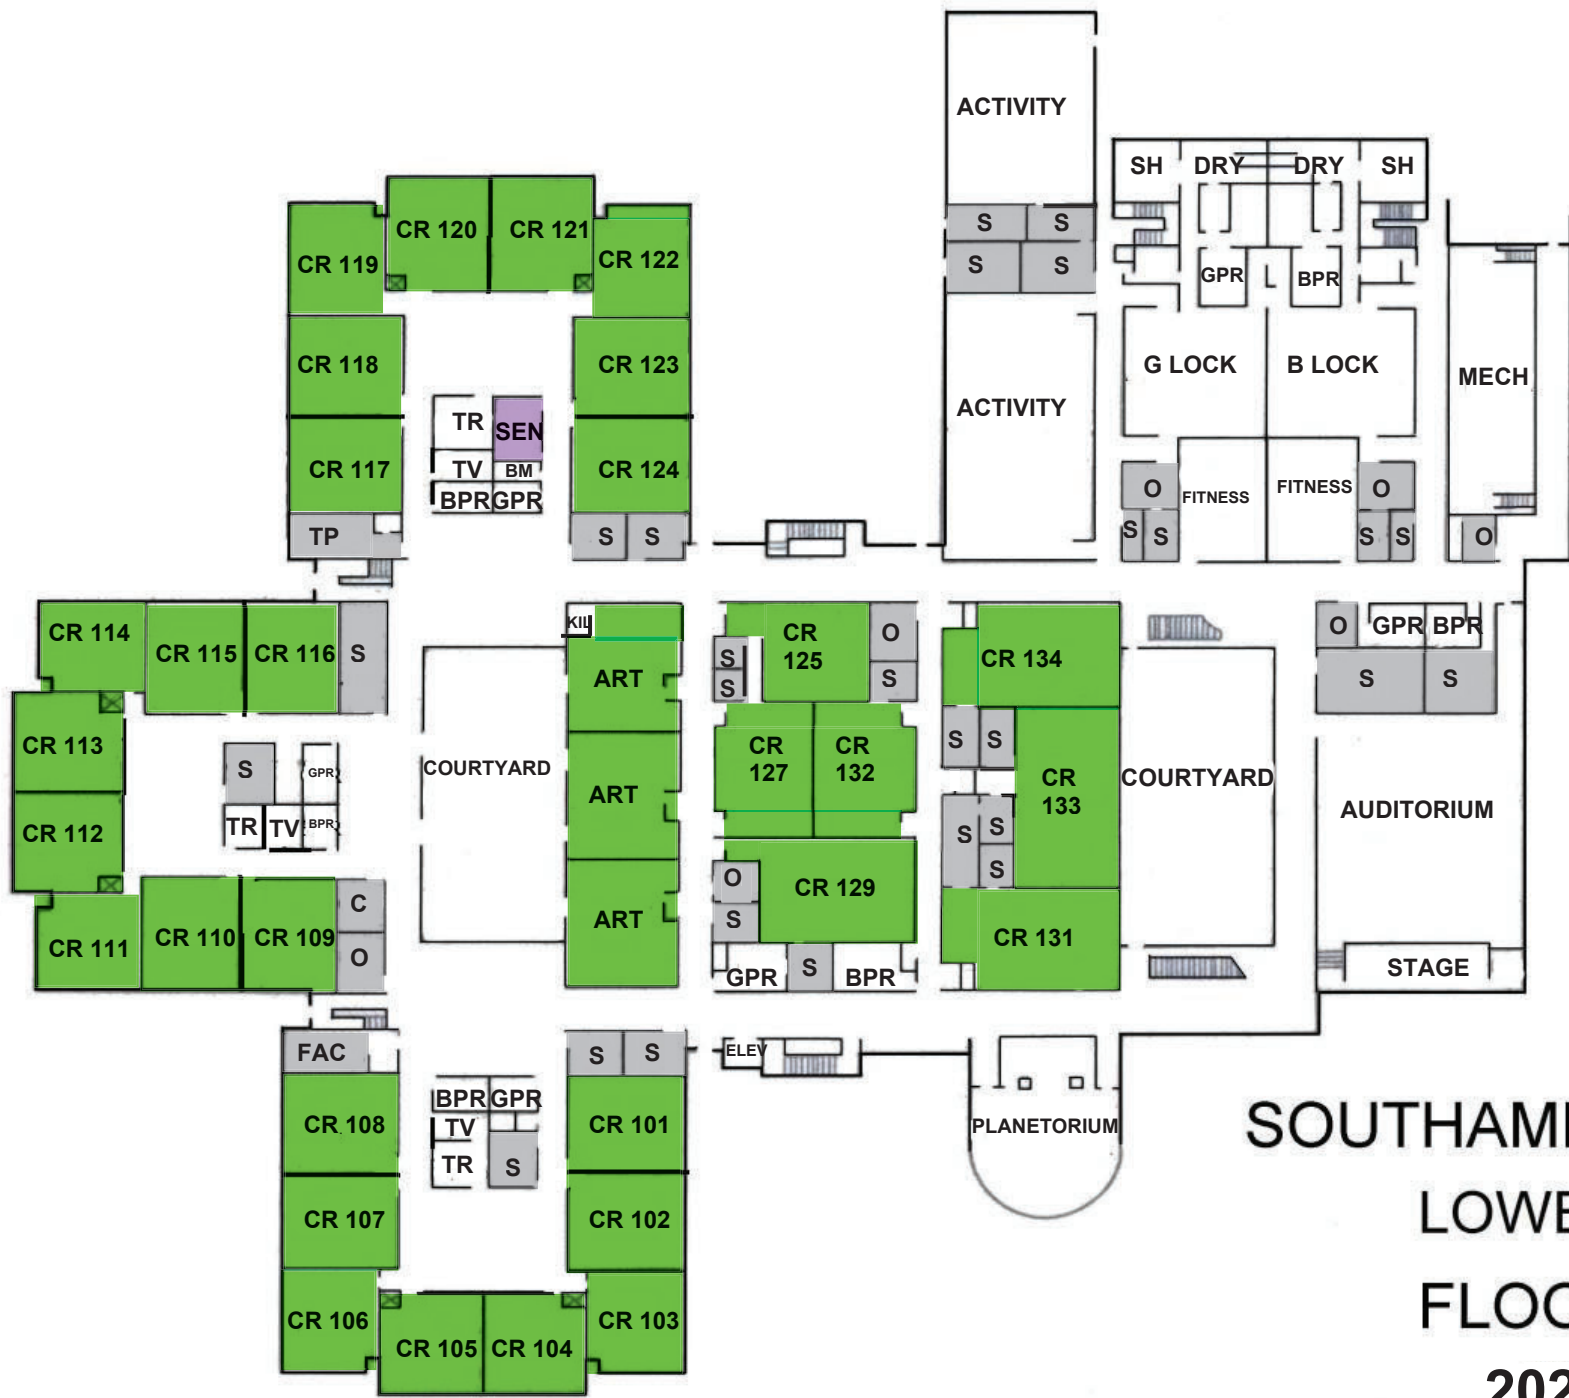 ACTIVITY
SH DRY DRY SH
CR 120 CR 121
S S
CR 119 CR 122
S S
GPR BPR
CR 118 CR 123
G LOCK B LOCK
MECH
ACTIVITY
TR SEN
CR 117 TV BM CR 124
BPR GPR
O FITNESS FITNESS O
TP S S
S S S S O
KIL
CR 114 CR 115 CR 116 S
ART
CR
125
O
S
S
S
CR 134
O GPR BPR
S S
CR 113
S GPR
COURTYARD
ART
CR
127
CR
132
S S
CR
133
COURTYARD
AUDITORIUM
CR 112
TR TV BPR
S S
S
CR 111 CR 110 CR 109 C
O
ART
O
S
CR 129
CR 131
GPR S BPR
STAGE
FAC S S
ELEV
BPR GPR
CR 108 TV CR 101
TR S
PLANETORIUM
CR 107 CR 102
CR 106 CR 105 CR 104 CR 103
SOUTHAM
LOWE
FLOO
202